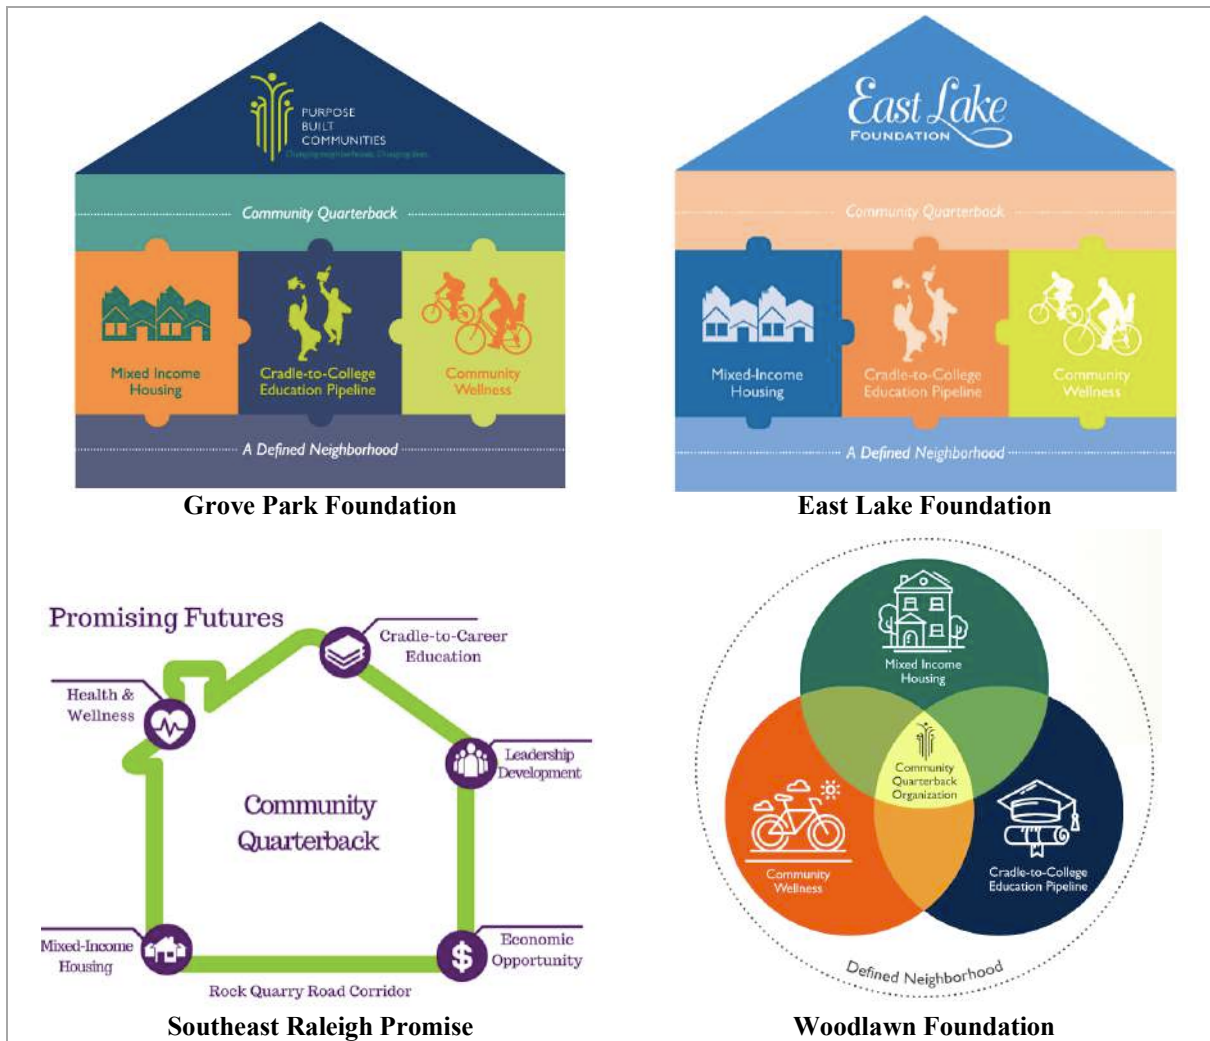 PURPOSE
BUILT
COMMUNITIES
Changing neighborhoods. Changing lives.
Community Quarterback
Mixed Income
Housing
Cradle-to-College
Education Pipeline
Community
Wellness
A Defined Neighborhood
Grove Park Foundation
East Lake
FOUNDATION
Community Quarterback
Mixed-Income
Housing
Cradle-to-College
Education Pipeline
Community
Wellness
A Defined Neighborhood
East Lake Foundation
Promising Futures
Cradle-to-Career
Education
Health &
Wellness
Leadership
Development
Community
Quarterback
Mixed-Income
Housing
$
Economic
Opportunity
Rock Quarry Road Corridor
Southeast Raleigh Promise
Mixed Income
Housing
Community
Quarterback
Organization
Community
Wellness
Cradle-to-College
Education Pipeline
Defined Neighborhood
Woodlawn Foundation